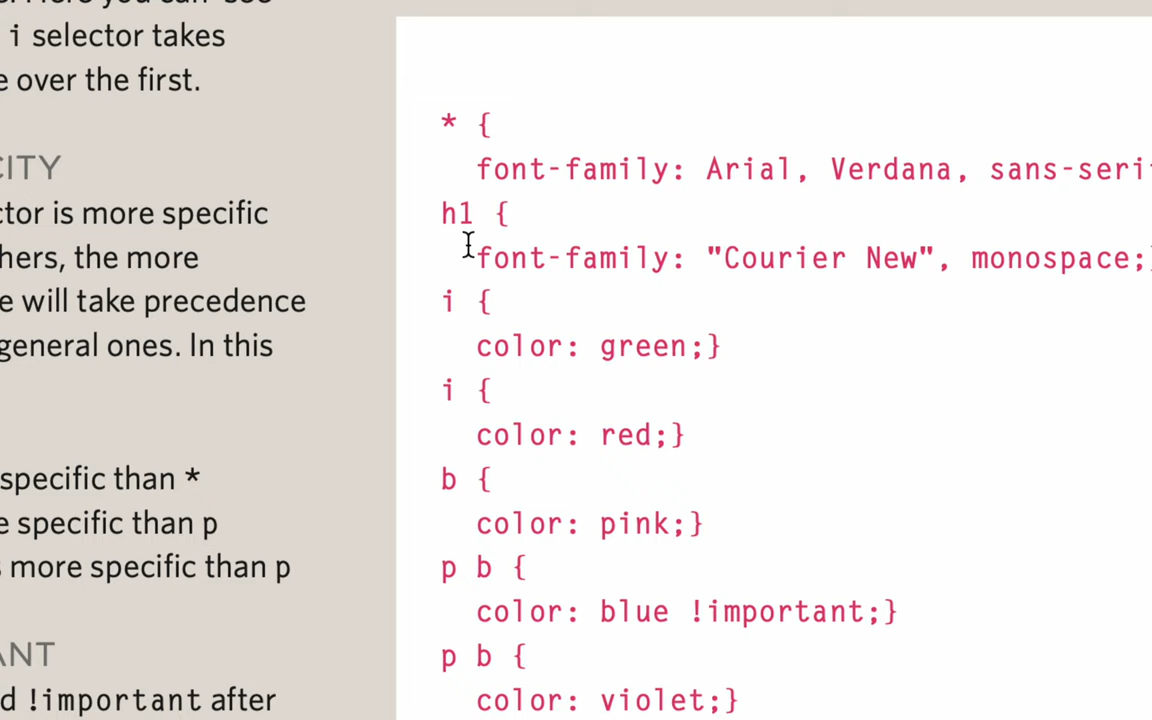 i selector takes
e over the first.
CITY
ctor is more specific
hers, the more
e will take precedence
general ones. In this
specific than *
e specific than p
s more specific than p
ANT
d !important after
* {
font-family: Arial, Verdana, sans-seri
h1 {
font-family: "Courier New", monospace;}
i {
color: green;}
i {
color: red;}
b {
color: pink;}
p b {
color: blue !important;}
p b {
color: violet;}